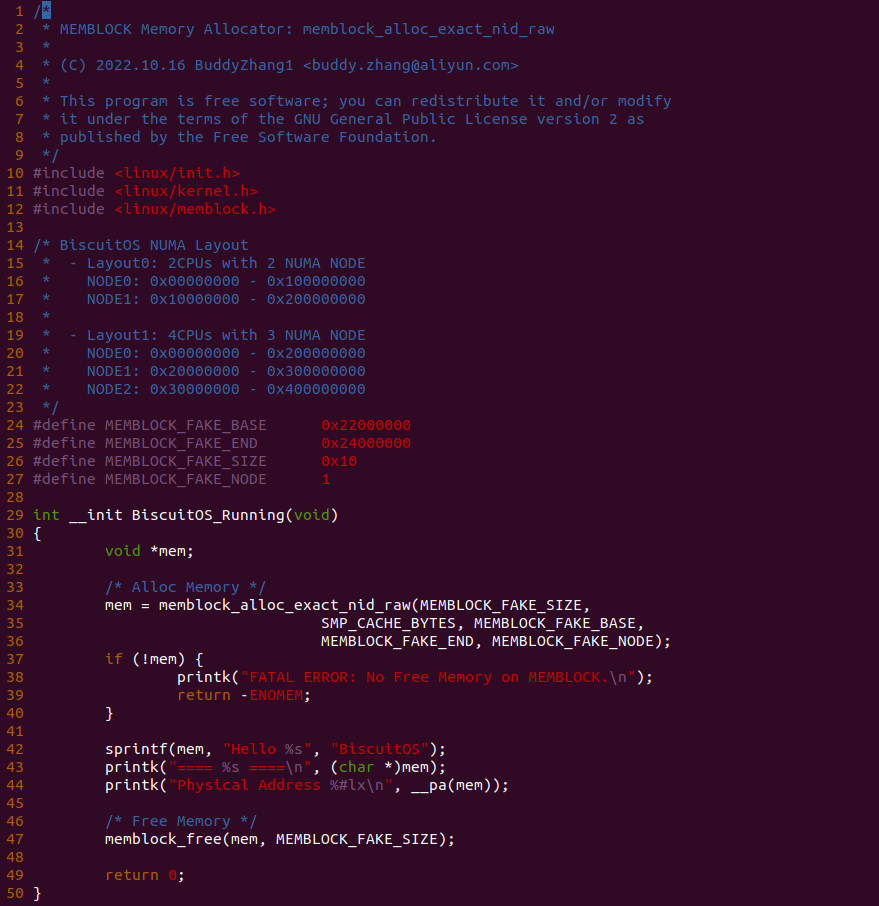 1 /*
2  * MEMBLOCK Memory Allocator: memblock_alloc_exact_nid_raw
3  *
4  * (C) 2022.10.16 BuddyZhang1 <buddy.zhang@aliyun.com>
5  *
6  * This program is free software; you can redistribute it and/or modify
7  * it under the terms of the GNU General Public License version 2 as
8  * published by the Free Software Foundation.
9  */
10 #include <linux/init.h>
11 #include <linux/kernel.h>
12 #include <linux/memblock.h>
13
14 /* BiscuitOS NUMA Layout
15  *  - Layout0: 2CPUs with 2 NUMA NODE
16  *    NODE0: 0x00000000 - 0x100000000
17  *    NODE1: 0x10000000 - 0x200000000
18  *
19  *  - Layout1: 4CPUs with 3 NUMA NODE
20  *    NODE0: 0x00000000 - 0x200000000
21  *    NODE1: 0x20000000 - 0x300000000
22  *    NODE2: 0x30000000 - 0x400000000
23  */
24 #define MEMBLOCK_FAKE_BASE      0x22000000
25 #define MEMBLOCK_FAKE_END       0x24000000
26 #define MEMBLOCK_FAKE_SIZE      0x10
27 #define MEMBLOCK_FAKE_NODE      1
28
29 int __init BiscuitOS_Running(void)
30 {
31         void *mem;
32
33         /* Alloc Memory */
34         mem = memblock_alloc_exact_nid_raw(MEMBLOCK_FAKE_SIZE,
35                                 SMP_CACHE_BYTES, MEMBLOCK_FAKE_BASE,
36                                 MEMBLOCK_FAKE_END, MEMBLOCK_FAKE_NODE);
37         if (!mem) {
38                 printk("FATAL ERROR: No Free Memory on MEMBLOCK.\n");
39                 return -ENOMEM;
40         }
41
42         sprintf(mem, "Hello %s", "BiscuitOS");
43         printk("==== %s ====\n", (char *)mem);
44         printk("Physical Address %#lx\n", __pa(mem));
45
46         /* Free Memory */
47         memblock_free(mem, MEMBLOCK_FAKE_SIZE);
48
49         return 0;
50 }